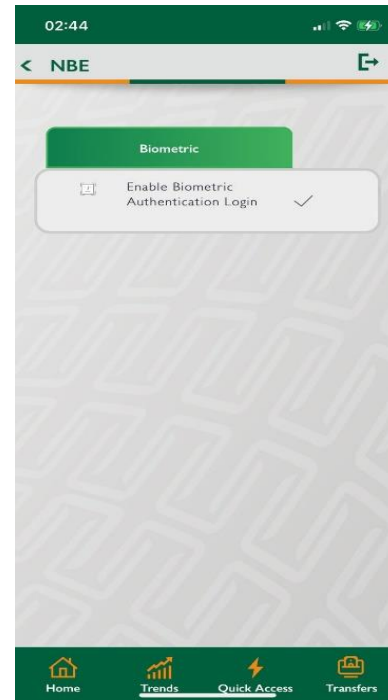 02:44
NBE
Biometric
Enable Biometric
Authentication Login
Home
Trends
Quick Access
Transfers